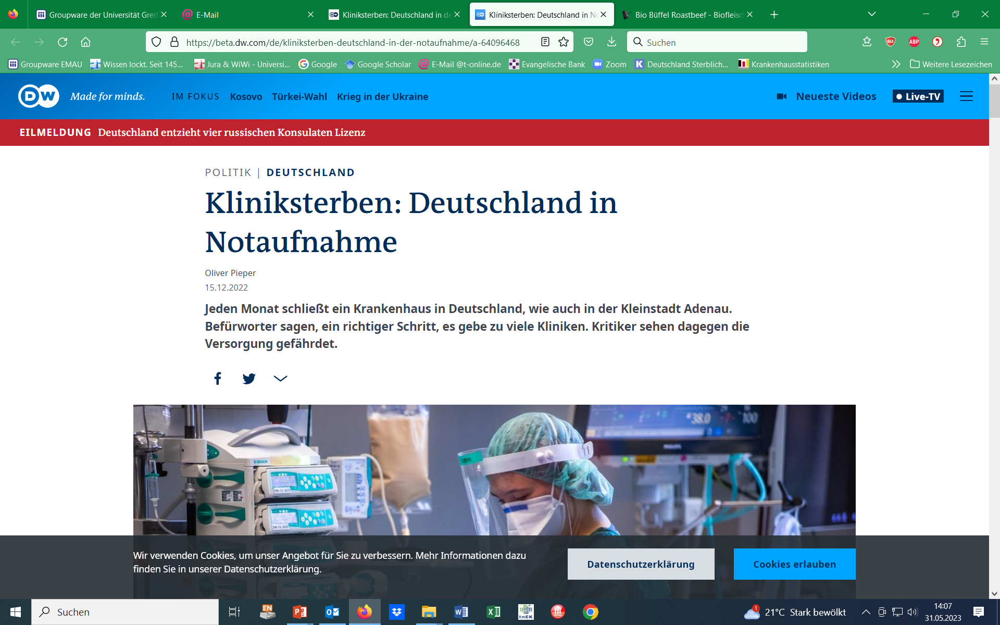 Groupware der Universität Greif
E-Mail
Kliniksterben: Deutschland in de
Kliniksterben: Deutschland in No
Bio Büffel Roastbeef - Biofleisch
https://beta.dw.com/de/kliniksterben-deutschland-in-der-notaufnahme/a-64096468
Suchen
ABP
Groupware EMAU
Wissen lockt. Seit 145...
Jura & WiWi - Universi...
Google
Google Scholar
E-Mail @t-online.de
Evangelische Bank
Zoom
Deutschland Sterblich...
Krankenhausstatistiken
Weitere Lesezeichen
DW Made for minds.
IM FOKUS Kosovo Türkei-Wahl Krieg in der Ukraine
Neueste Videos
Live-TV
EILMELDUNG Deutschland entzieht vier russischen Konsulaten Lizenz
POLITIK | DEUTSCHLAND
Kliniksterben: Deutschland in
Notaufnahme
Oliver Pieper
15.12.2022
Jeden Monat schließt ein Krankenhaus in Deutschland, wie auch in der Kleinstadt Adenau.
Befürworter sagen, ein richtiger Schritt, es gebe zu viele Kliniken. Kritiker sehen dagegen die
Versorgung gefährdet.
38.0 100
B.BRAUN
Wir verwenden Cookies, um unser Angebot für Sie zu verbessern. Mehr Informationen dazu
finden Sie in unserer Datenschutzerklärung.
Datenschutzerklärung
Cookies erlauben
Suchen
EN
InEK
1
21°C Stark bewölkt
14:07
31.05.2023